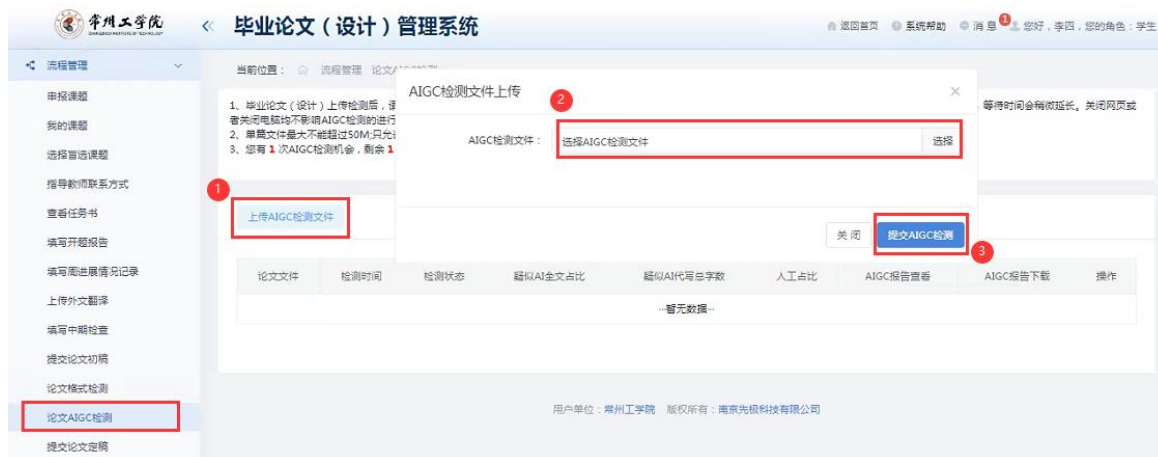 常州工学院
CHANGZHOU INSTITUTE OF TECHNOLOGY
毕业论文（设计）管理系统
返回首页 系统帮助 消息 1 您好，李四，您的角色：学生
流程管理
申报课题
我的课题
选择盲选课题
指导教师联系方式
查看任务书
填写开题报告
填写周进展情况记录
上传外文翻译
填写中期检查
提交论文初稿
论文格式检测
论文AIGC检测
提交论文定稿
当前位置： 流程管理 论文AIGC检测
1、毕业论文（设计）上传检测后，
等待时间会稍微延长。关闭网页或
者关闭电脑均不影响AIGC检测的进行
2、单篇文件最大不能超过50M;只允
3、您有 1 次AIGC检测机会，剩余 1
AIGC检测文件上传
2
AIGC检测文件： 选择AIGC检测文件 选择
关闭 提交AIGC检测
3
1
上传AIGC检测文件
论文文件 检测时间 检测状态 疑似AI全文占比 疑似AI代写总字数 人工占比 AIGC报告查看 AIGC报告下载 操作
--暂无数据--
用户单位：常州工学院 版权所有：南京先极科技有限公司